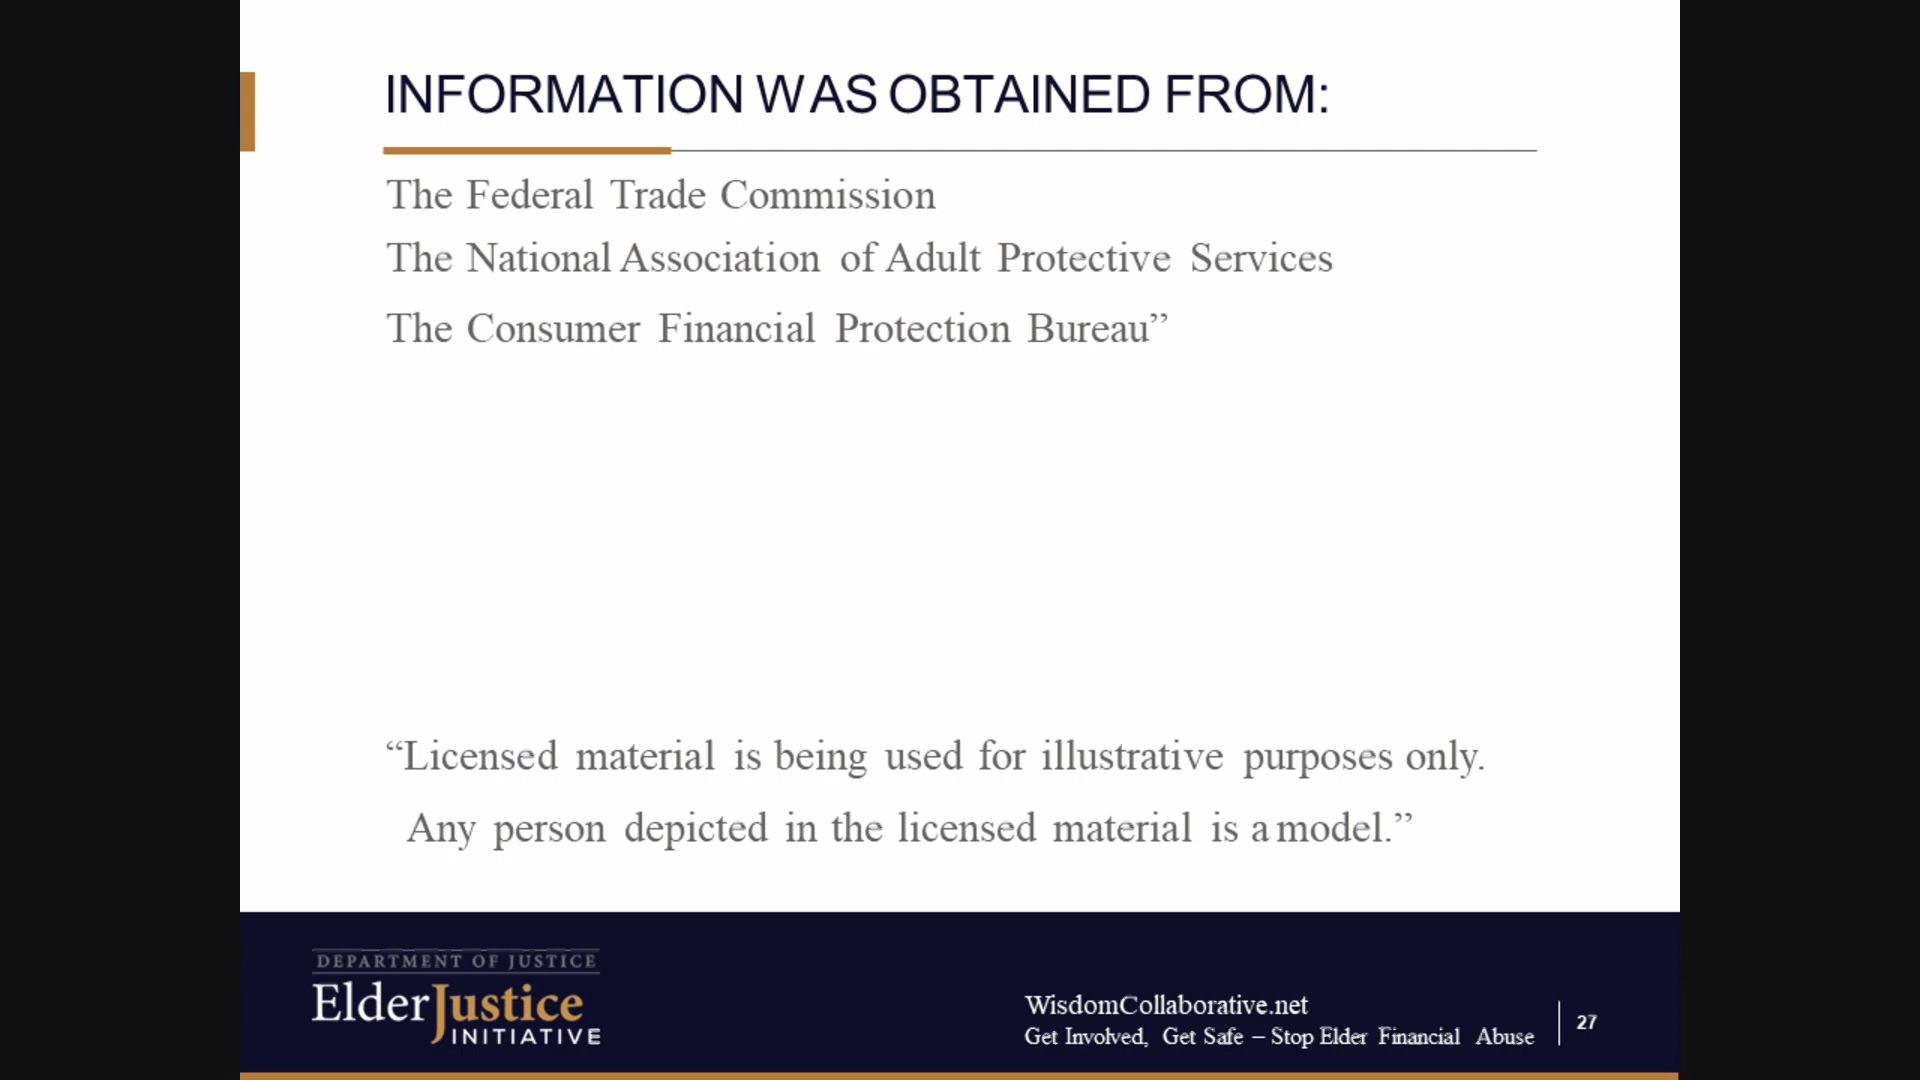 INFORMATION WAS OBTAINED FROM:
The Federal Trade Commission
The National Association of Adult Protective Services
The Consumer Financial Protection Bureau”
“Licensed material is being used for illustrative purposes only.
Any person depicted in the licensed material is a model.”
DEPARTMENT OF JUSTICE
ElderJustice
INITIATIVE
WisdomCollaborative.net
Get Involved, Get Safe – Stop Elder Financial Abuse
27